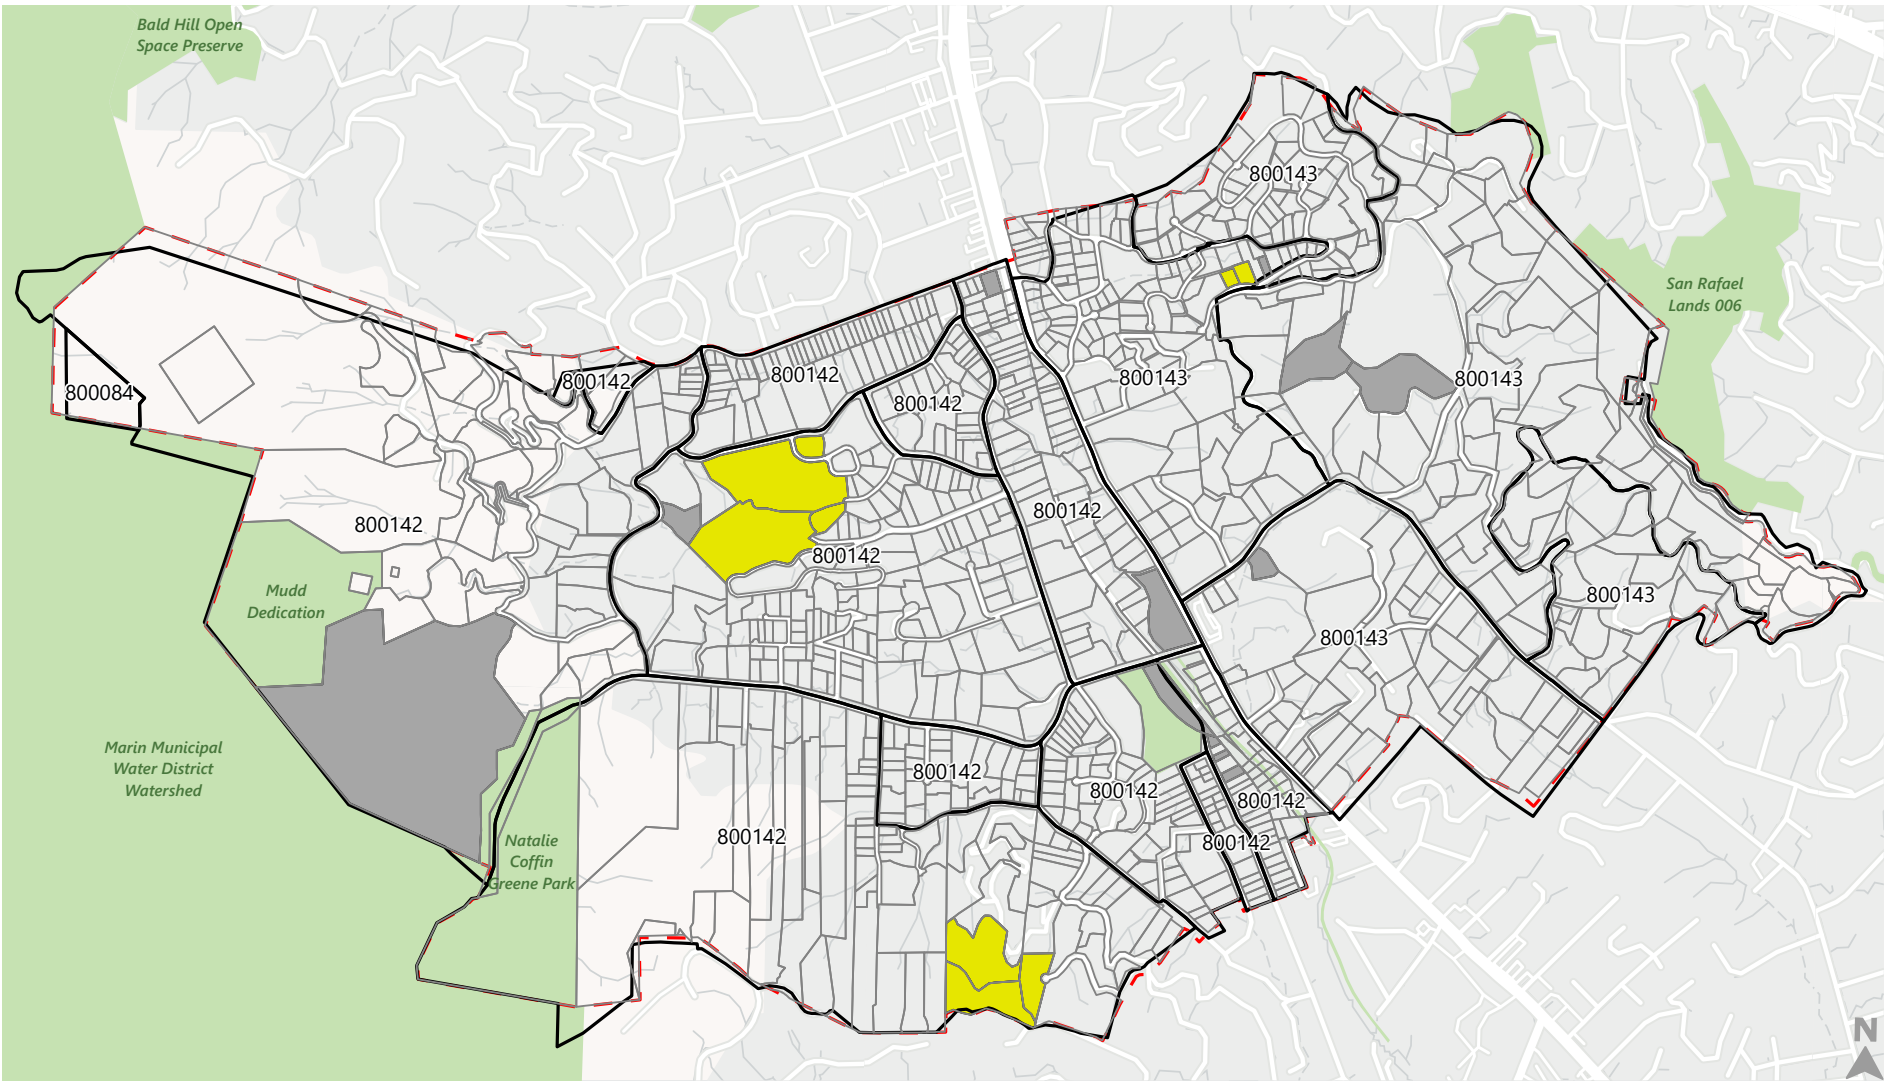 Bald Hill Open
Space Preserve
800143
San Rafael
Lands 006
800084
800142
800142
800142
800143
800143
800142
800142
800142
Mudd
Dedication
800143
800143
Marin Municipal
Water District
Watershed
800142
800142
800142
800142
800142
Natalie
Coffin
Greene Park
N